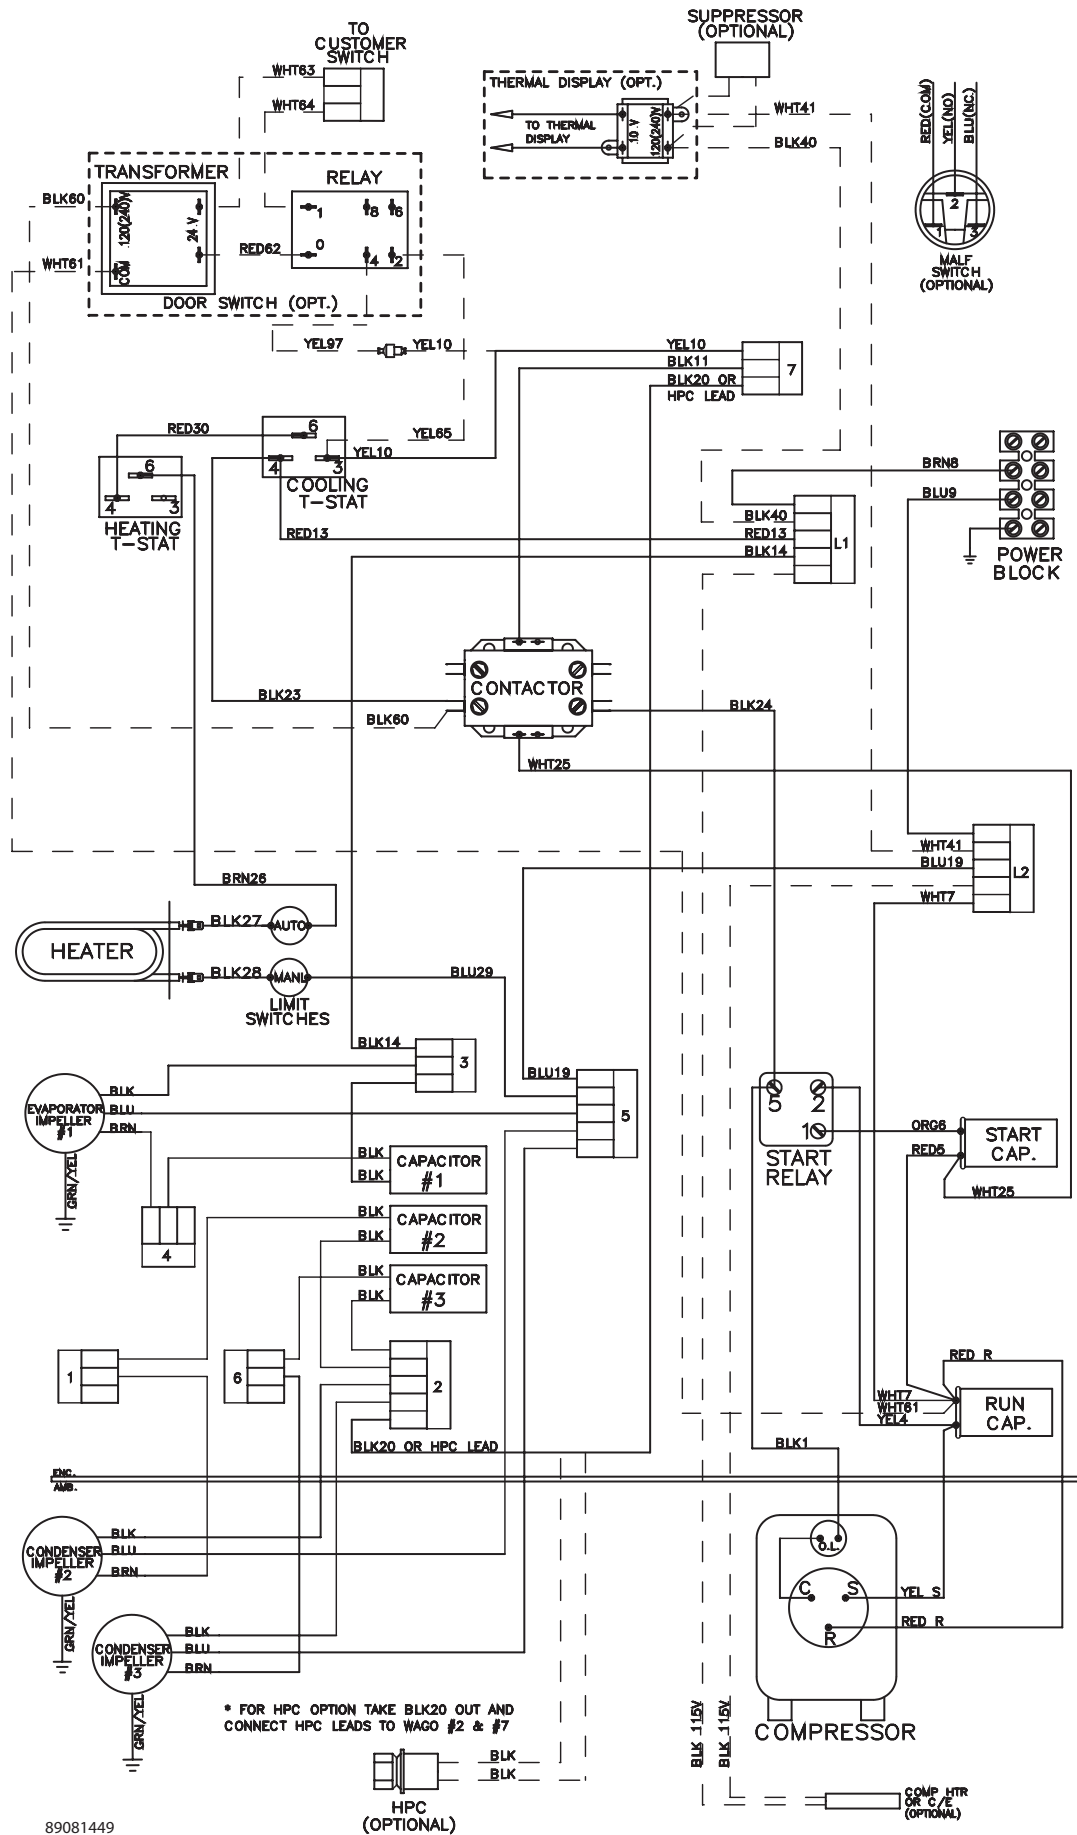 TO
CUSTOMER
SWITCH
WHT63
WHT64
SUPPRESSOR
(OPTIONAL)
THERMAL DISPLAY (OPT.)
TO THERMAL
DISPLAY
10 V
120(240)V
WHT41
BLK40
RED(COM)
YEL(NO)
BLU(NC.)
1
2
3
MALF
SWITCH
(OPTIONAL)
TRANSFORMER
RELAY
BLK60
WHT61
120(240)V
COM
24 V
RED62
1
0
8
6
4
2
DOOR SWITCH (OPT.)
YEL97
YEL10
YEL10
BLK11
BLK20 OR
HPC LEAD
7
RED30
6
4
3
YEL65
YEL10
COOLING
T-STAT
6
4
3
HEATING
T-STAT
RED13
BRN8
BLU9
BLK40
RED13
BLK14
L1
POWER
BLOCK
CONTACTOR
BLK23
BLK60
BLK24
WHT25
WHT41
BLU19
WHT7
L2
BRN26
HEATER
BLK27
AUTO
BLK28
MANL
BLU29
LIMIT
SWITCHES
BLK14
3
BLU19
5
EVAPORATOR
IMPELLER
#1
BLK
BLU
BRN
GRN/YEL
5
2
1
START
RELAY
ORG6
RED5
START
CAP.
WHT25
BLK
BLK
CAPACITOR
#1
4
BLK
BLK
CAPACITOR
#2
BLK
BLK
CAPACITOR
#3
1
6
2
RED R
WHT7
WHT61
YEL4
RUN
CAP.
BLK20 OR HPC LEAD
BLK1
ENC.
AMB.
CONDENSER
IMPELLER
#2
BLK
BLU
BRN
GRN/YEL
O.L.
C
S
R
YEL S
RED R
CONDENSER
IMPELLER
#3
BLK
BLU
BRN
GRN/YEL
* FOR HPC OPTION TAKE BLK20 OUT AND
CONNECT HPC LEADS TO WAGO #2 & #7
COMPRESSOR
BLK 115V
BLK 115V
BLK
BLK
HPC
(OPTIONAL)
COMP HTR
OR C/E
(OPTIONAL)
89081449